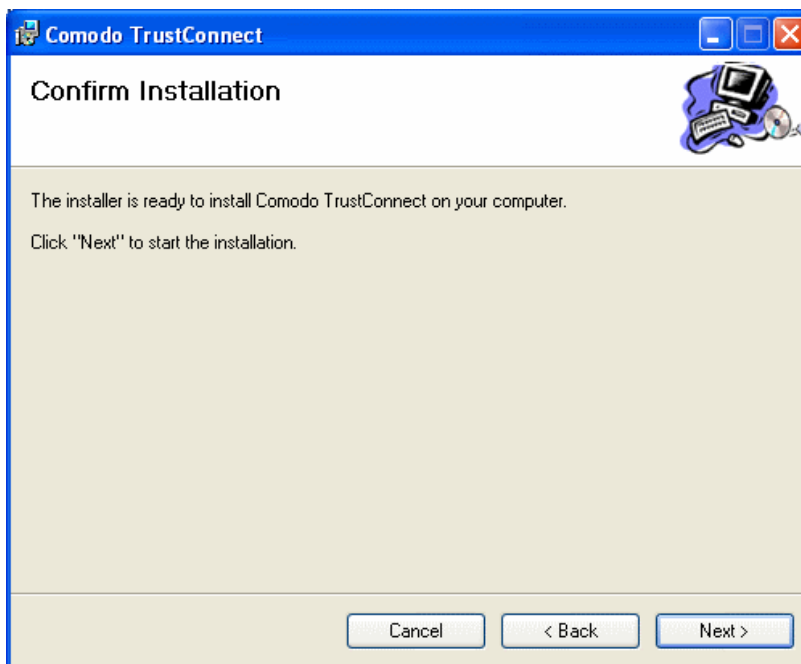 Comodo TrustConnect
Confirm Installation
The installer is ready to install Comodo TrustConnect on your computer.
Click "Next" to start the installation.
Cancel
< Back
Next >